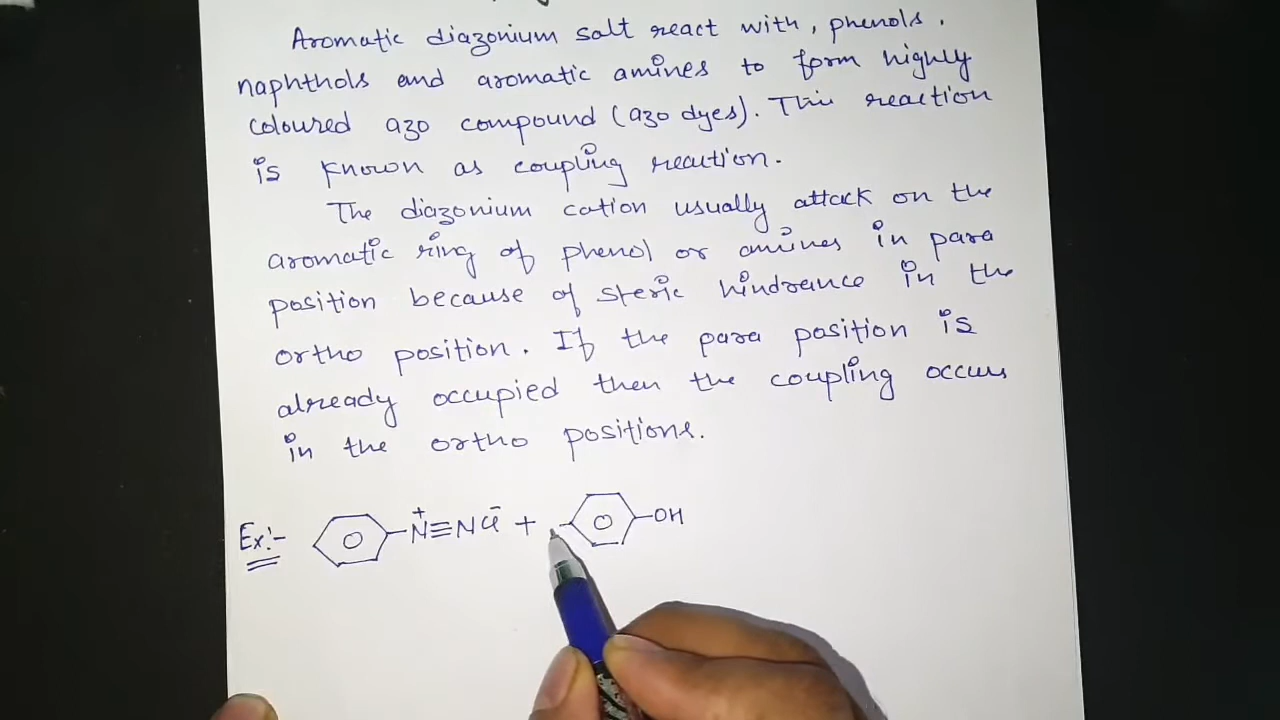 Aromatic diazonium salt react with, phenols,
naphthols and aromatic amines to form highly
coloured azo compound (azo dyes). This reaction
is known as coupling reaction.
The diazonium cation usually attack on the
aromatic ring of phenol or amines in para
position because of steric hindrance in the
ortho position. If the para position is
already occupied then the coupling occurs
in the ortho positions.
Ex:- N⁺≡NCl⁻ + OH